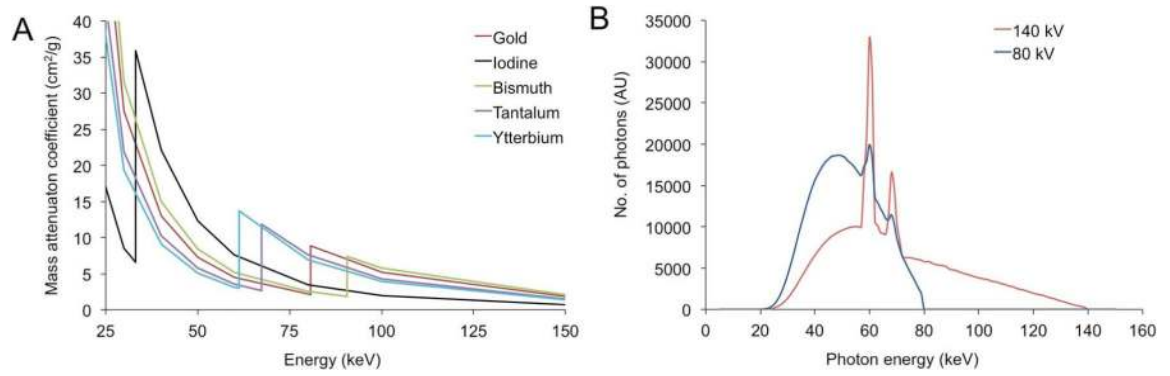 A
Mass attenuaton coefficient (cm²/g)
45
40
35
30
25
20
15
10
5
0
25
50
75
100
125
150
Energy (keV)
Gold
Iodine
Bismuth
Tantalum
Ytterbium
B
No. of photons (AU)
35000
30000
25000
20000
15000
10000
5000
0
0
20
40
60
80
100
120
140
160
Photon energy (keV)
140 kV
80 kV